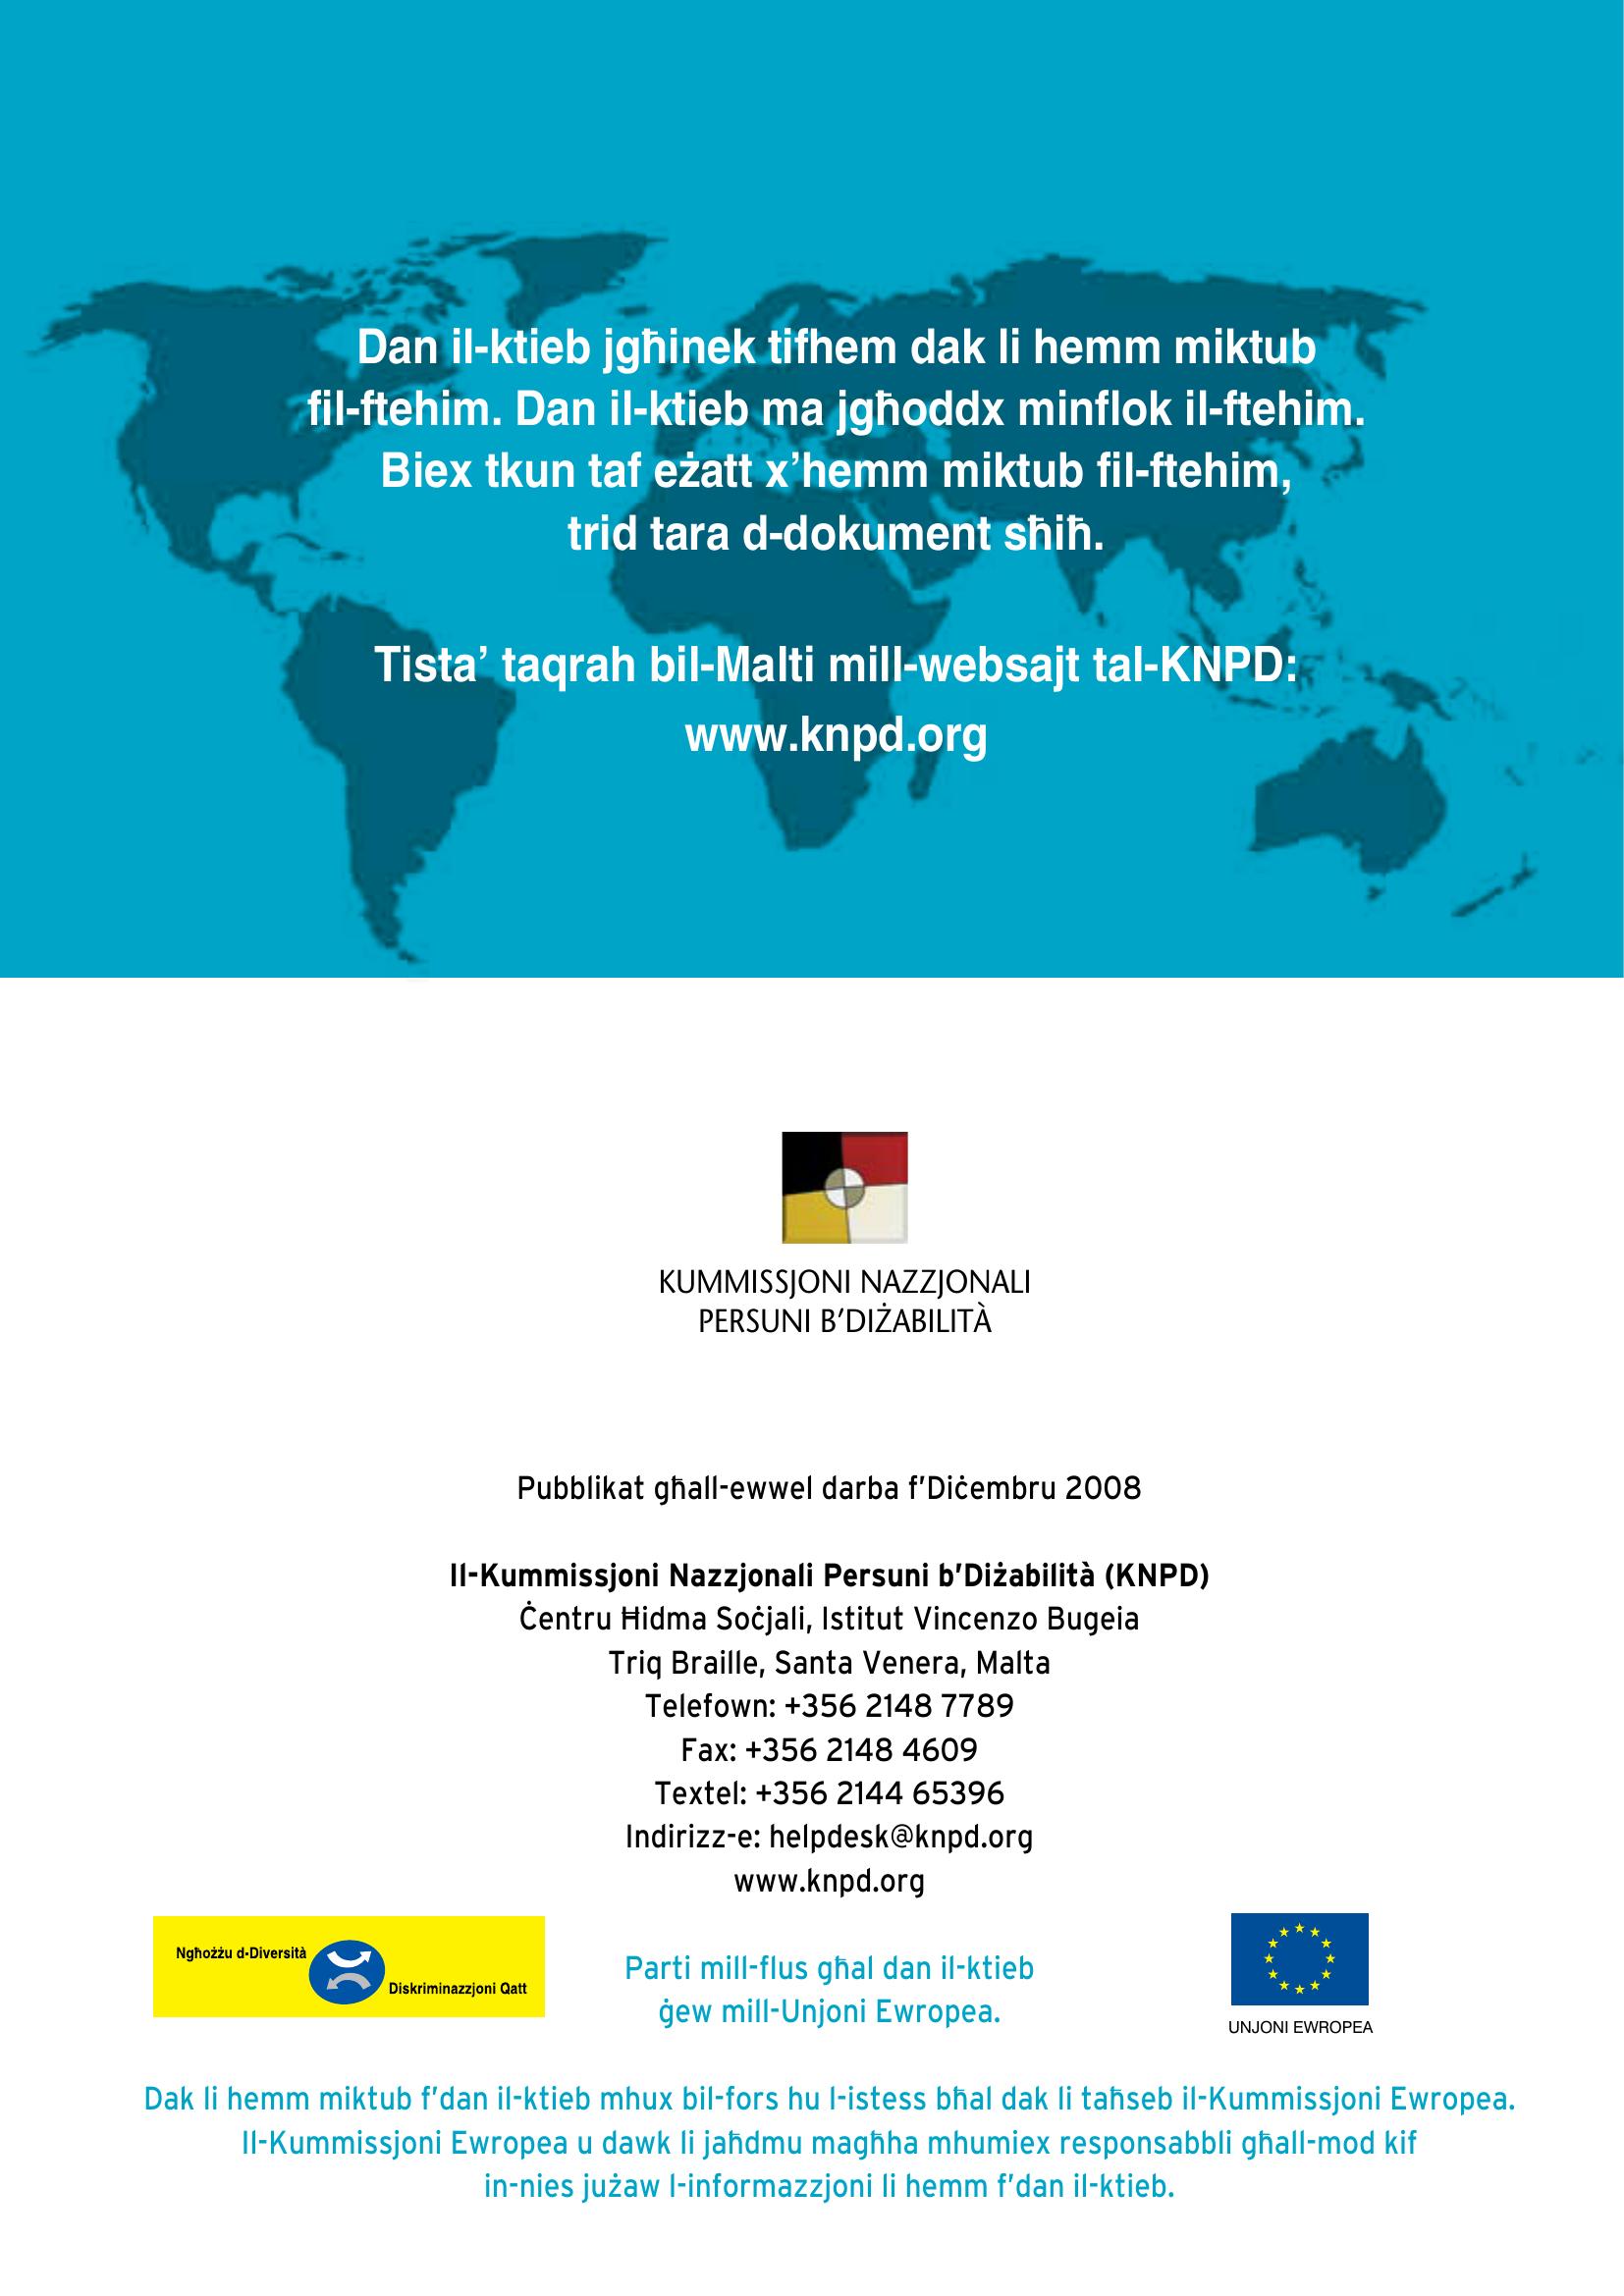 Dan il-ktieb jgħinek tifhem dak li hemm miktub
fil-ftehim. Dan il-ktieb ma jgħoddx minflok il-ftehim.
Biex tkun taf eżatt x’hemm miktub fil-ftehim,
trid tara d-dokument sħiħ.
Tista’ taqrah bil-Malti mill-websajt tal-KNPD:
www.knpd.org
KUMMISSJONI NAZZJONALI
PERSUNI B’DIŻABILITÀ
Pubblikat għall-ewwel darba f’Diċembru 2008
Il-Kummissjoni Nazzjonali Persuni b’Diżabilità (KNPD)
Ċentru Ħidma Soċjali, Istitut Vincenzo Bugeia
Triq Braille, Santa Venera, Malta
Telefown: +356 2148 7789
Fax: +356 2148 4609
Textel: +356 2144 65396
Indirizz-e: helpdesk@knpd.org
www.knpd.org
Ngħożżu d-Diversità
Diskriminazzjoni Qatt
Parti mill-flus għal dan il-ktieb
ġew mill-Unjoni Ewropea.
UNJONI EWROPEA
Dak li hemm miktub f’dan il-ktieb mhux bil-fors hu l-istess bħal dak li taħseb il-Kummissjoni Ewropea.
Il-Kummissjoni Ewropea u dawk li jaħdmu magħha mhumiex responsabbli għall-mod kif
in-nies jużaw l-informazzjoni li hemm f’dan il-ktieb.